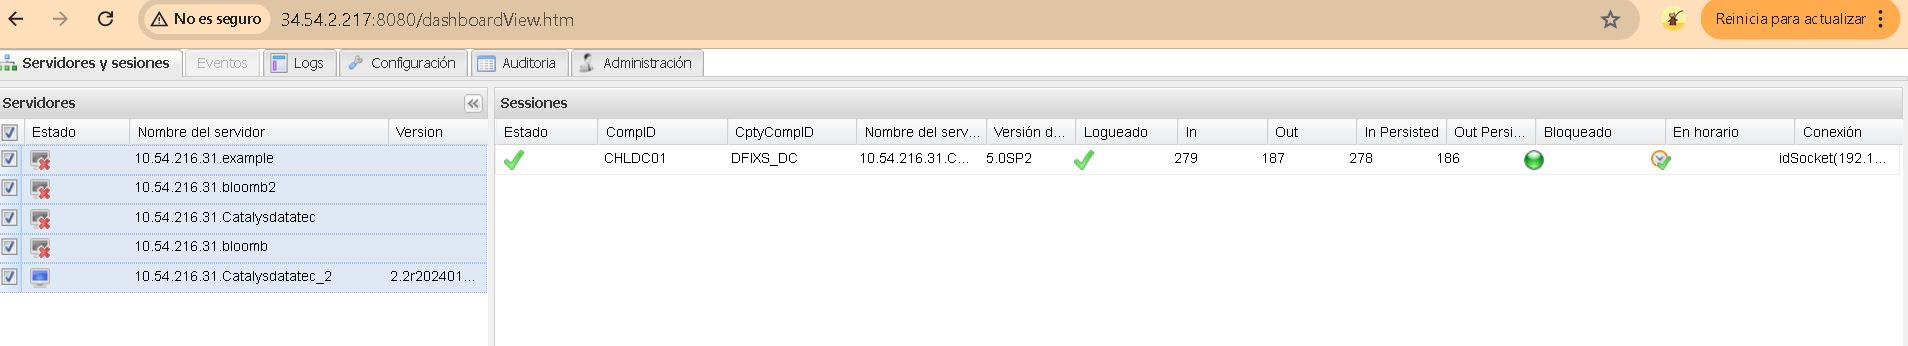 No es seguro 34.54.2.217:8080/dashboardView.htm Reinicia para actualizar
Servidores y sesiones Eventos Logs Configuración Auditoria Administración
Servidores
Estado Nombre del servidor Version
10.54.216.31.example
10.54.216.31.bloomb2
10.54.216.31.Catalysdatatec
10.54.216.31.bloomb
10.54.216.31.Catalysdatatec_2 2.2r202401...
Sessiones
Estado CompID CptyCompID Nombre del serv... Versión d... Logueado In Out In Persisted Out Persi... Bloqueado En horario Conexión
CHLDC01 DFIXS_DC 10.54.216.31.C... 5.0SP2 279 187 278 186 idSocket(192.1...